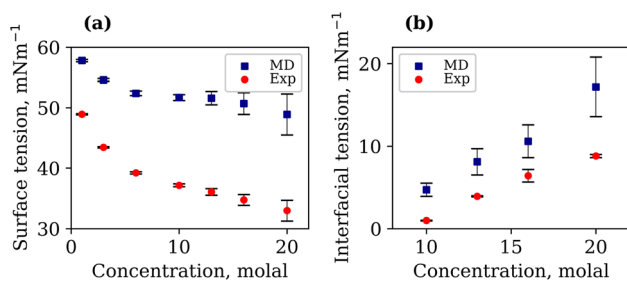 (a)
Surface tension, mNm⁻¹
60
50
40
30
MD
Exp
0
10
20
Concentration, molal
(b)
Interfacial tension, mNm⁻¹
20
10
0
MD
Exp
10
15
20
Concentration, molal